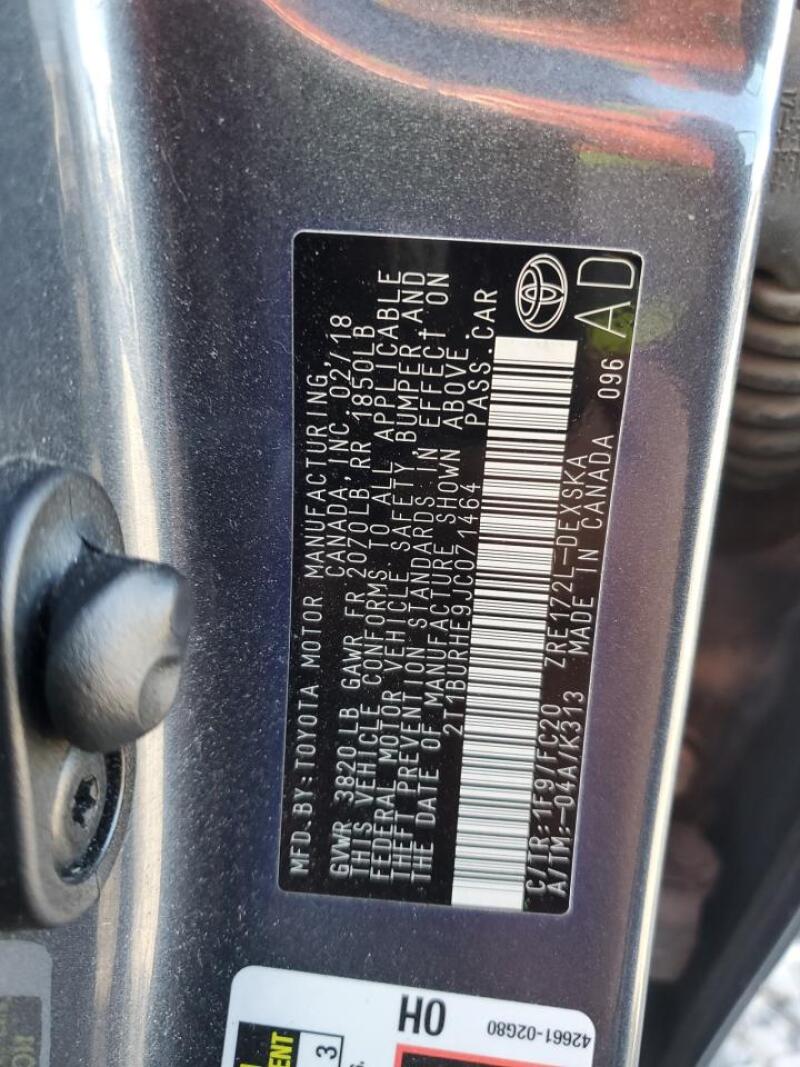 MFD.BY:TOYOTA MOTOR MANUFACTURING,
CANADA,INC. 02/18
GVWR 3820LB GAWR FR 2070LB,RR 1850LB
THIS VEHICLE CONFORMS TO ALL APPLICABLE
FEDERAL MOTOR VEHICLE SAFETY,BUMPER,AND
THEFT PREVENTION STANDARDS IN EFFECT ON
THE DATE OF MANUFACTURE SHOWN ABOVE.
2T1BURHE9JC071464 PASS.CAR
C/TR:1F9/FC20 ZRE172L-DEXSKA
A/TM:-04A/K313 MADE IN CANADA 096 AD
OH
42661-02G80
3